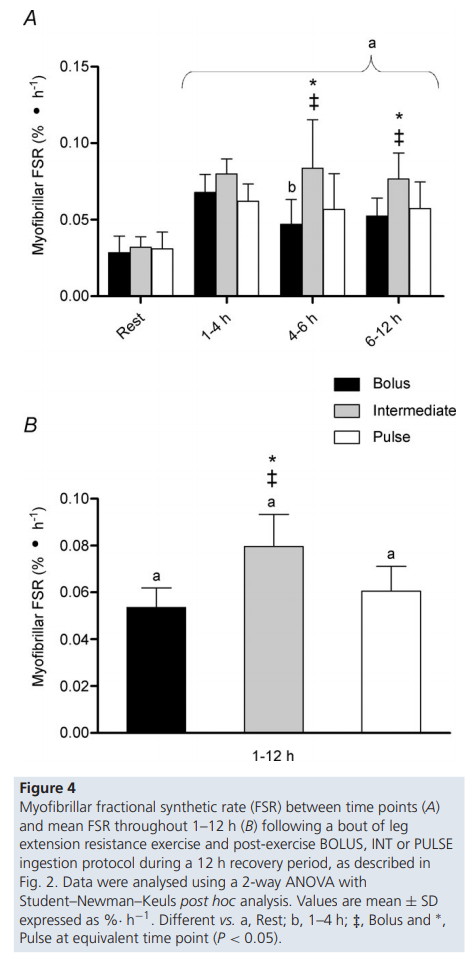 A
a
0.15
0.10
0.05
0.00
Myofibrillar FSR (% • h-1)
*
‡
*
‡
b
Rest
1-4 h
4-6 h
6-12 h
Bolus
Intermediate
Pulse
B
*
‡
a
a
a
0.10
0.08
0.06
0.04
0.02
0.00
Myofibrillar FSR (% • h-1)
1-12 h
Figure 4
Myofibrillar fractional synthetic rate (FSR) between time points (A)
and mean FSR throughout 1–12 h (B) following a bout of leg
extension resistance exercise and post-exercise BOLUS, INT or PULSE
ingestion protocol during a 12 h recovery period, as described in
Fig. 2. Data were analysed using a 2-way ANOVA with
Student–Newman–Keuls post hoc analysis. Values are mean ± SD
expressed as %· h−1. Different vs. a, Rest; b, 1–4 h; ‡, Bolus and *,
Pulse at equivalent time point (P < 0.05).